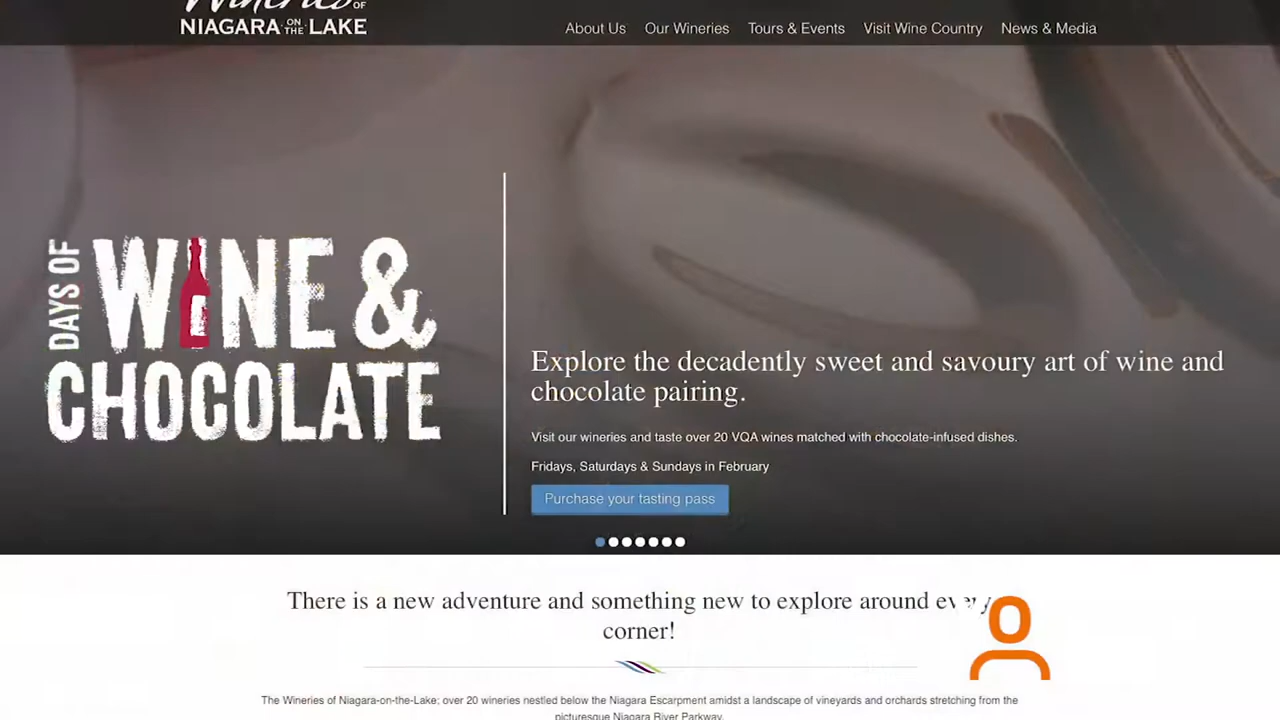 Wineries OF
NIAGARA ON THE LAKE
About Us Our Wineries Tours & Events Visit Wine Country News & Media
DAYS OF
WINE &
CHOCOLATE
Explore the decadently sweet and savoury art of wine and
chocolate pairing.
Visit our wineries and taste over 20 VQA wines matched with chocolate-infused dishes.
Fridays, Saturdays & Sundays in February
Purchase your tasting pass
There is a new adventure and something new to explore around every
corner!
The Wineries of Niagara-on-the-Lake; over 20 wineries nestled below the Niagara Escarpment amidst a landscape of vineyards and orchards stretching from the
picturesque Niagara River Parkway.